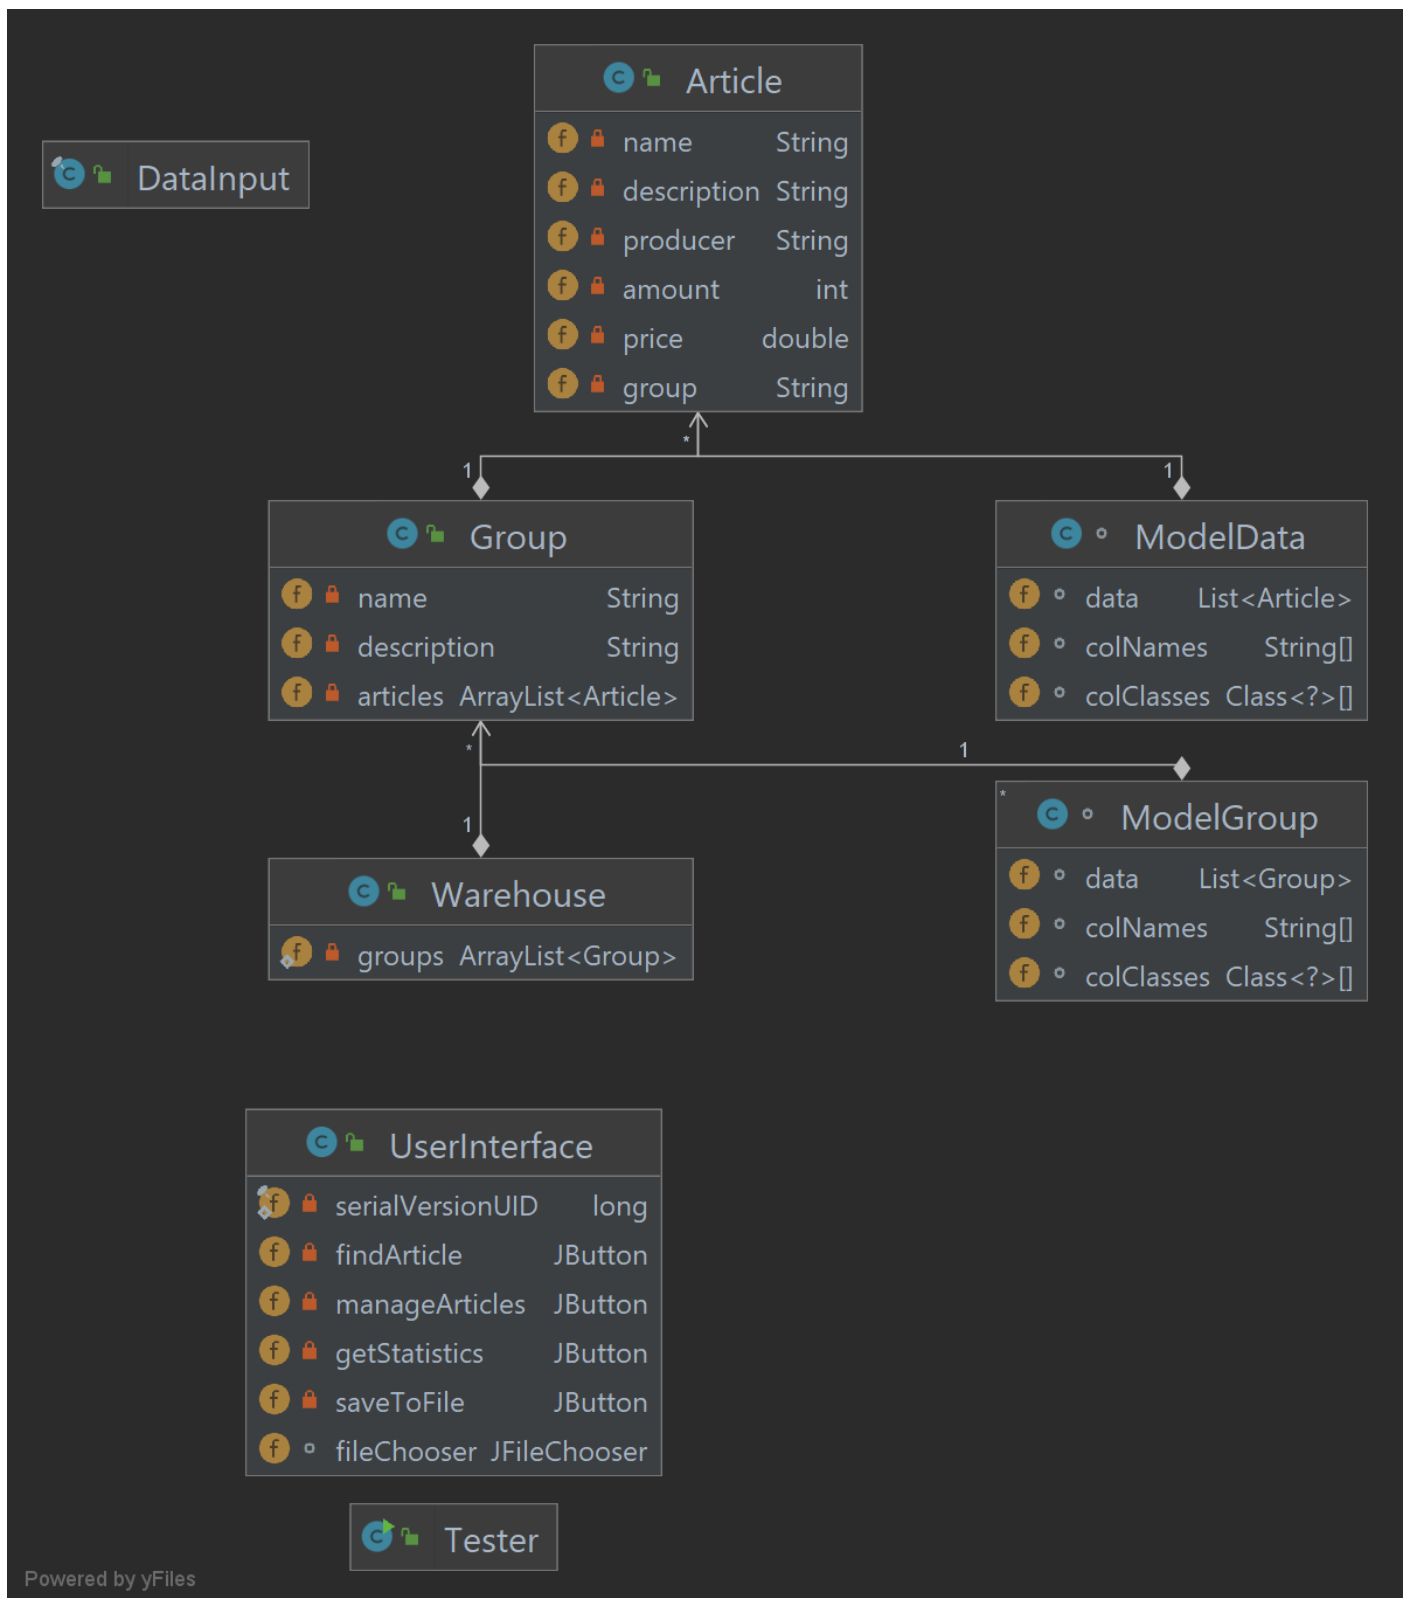 Article
name String
description String
producer String
amount int
price double
group String
DataInput
*
1 1
Group
name String
description String
articles ArrayList<Article>
ModelData
data List<Article>
colNames String[]
colClasses Class<?>[]
* 1
1
Warehouse
groups ArrayList<Group>
*
ModelGroup
data List<Group>
colNames String[]
colClasses Class<?>[]
UserInterface
serialVersionUID long
findArticle JButton
manageArticles JButton
getStatistics JButton
saveToFile JButton
fileChooser JFileChooser
Tester
Powered by yFiles